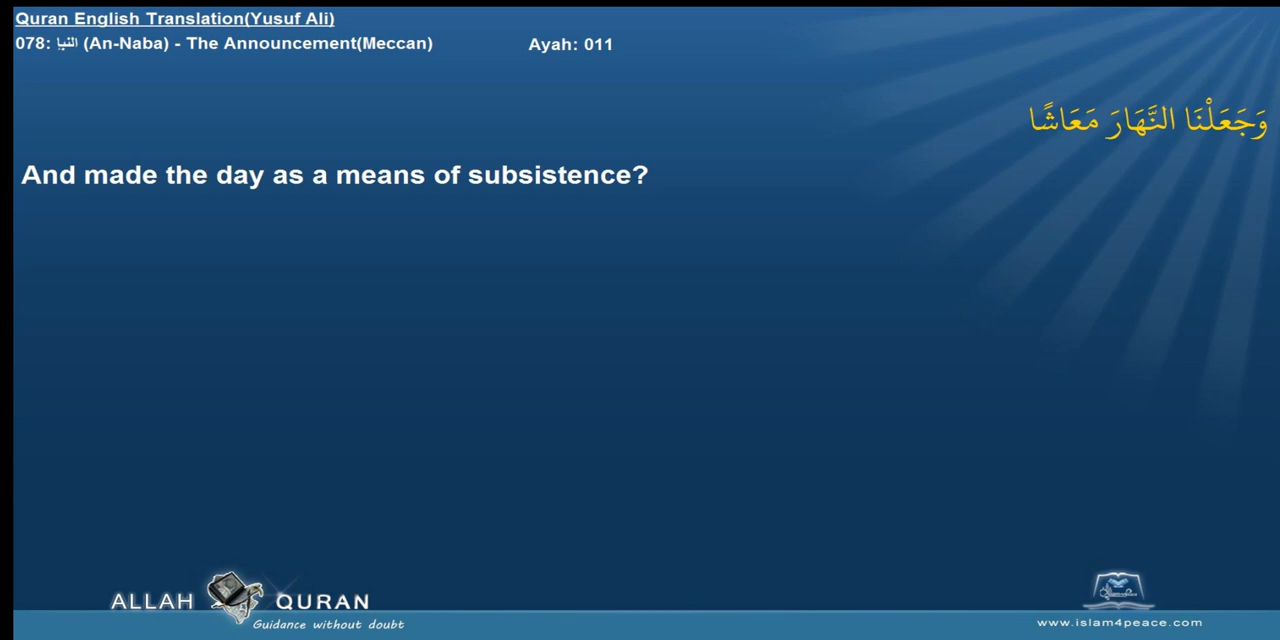 Quran English Translation(Yusuf Ali)
078: النبإ (An-Naba) - The Announcement(Meccan) Ayah: 011
وَجَعَلْنَا النَّهَارَ مَعَاشًا
And made the day as a means of subsistence?
ALLAH QURAN
Guidance without doubt
www.islam4peace.com